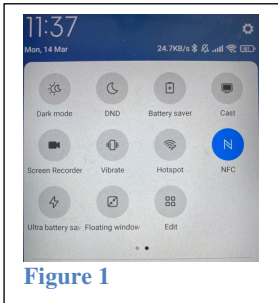 11:37
Mon, 14 Mar 24.7KB/s
Dark mode DND Battery saver Cast
Screen Recorder Vibrate Hotspot NFC
Ultra battery sav Floating window Edit
Figure 1